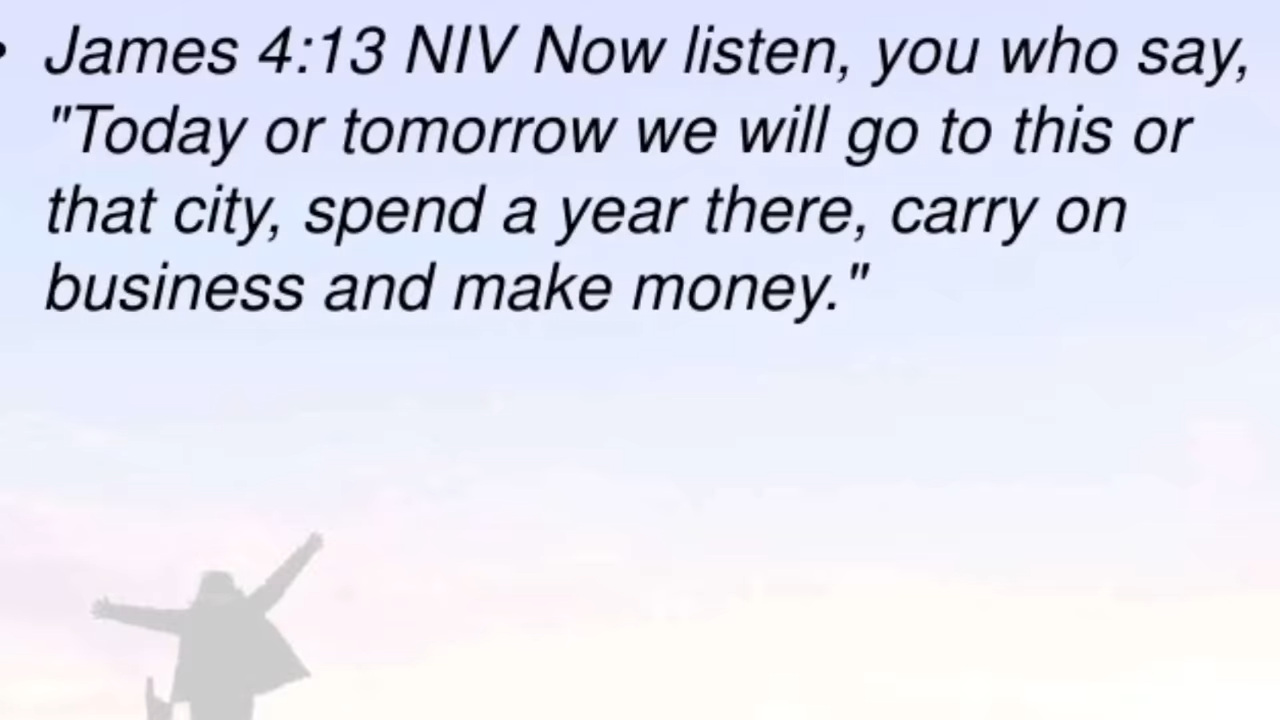 • James 4:13 NIV Now listen, you who say,
"Today or tomorrow we will go to this or
that city, spend a year there, carry on
business and make money."